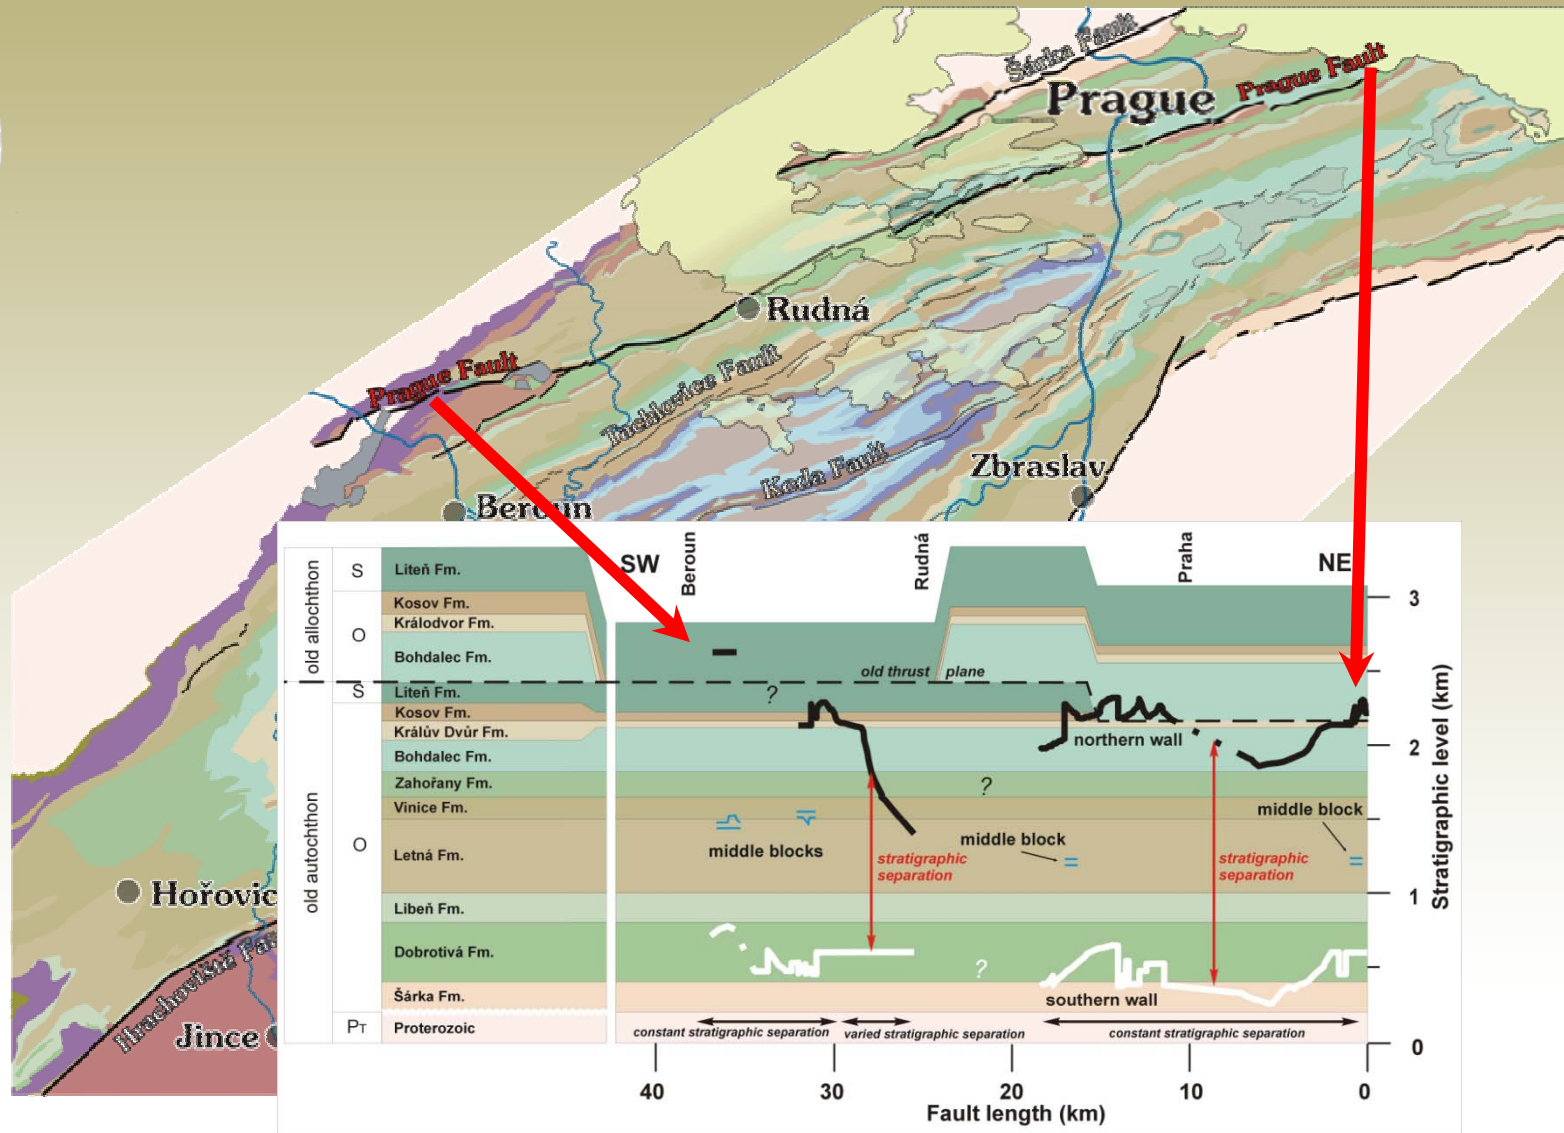 Šárka Fault
Prague Fault
Prague
Rudná
Prague Fault
Tachlovice Fault
Koda Fault
Zbraslav
Beroun
Hořovic
Hrachoviště Fau
Jince
old allochthon
old autochthon
S
O
S
O
PT
Liteň Fm.
Kosov Fm.
Králodvor Fm.
Bohdalec Fm.
Liteň Fm.
Kosov Fm.
Králův Dvůr Fm.
Bohdalec Fm.
Zahořany Fm.
Vinice Fm.
Letná Fm.
Libeň Fm.
Dobrotivá Fm.
Šárka Fm.
Proterozoic
SW
Beroun
Rudná
Praha
NE
old thrust plane
?
northern wall
?
middle blocks
middle block
middle block
stratigraphic
separation
stratigraphic
separation
?
southern wall
constant stratigraphic separation
varied stratigraphic separation
constant stratigraphic separation
3
2
1
0
Stratigraphic level (km)
40
30
20
10
0
Fault length (km)